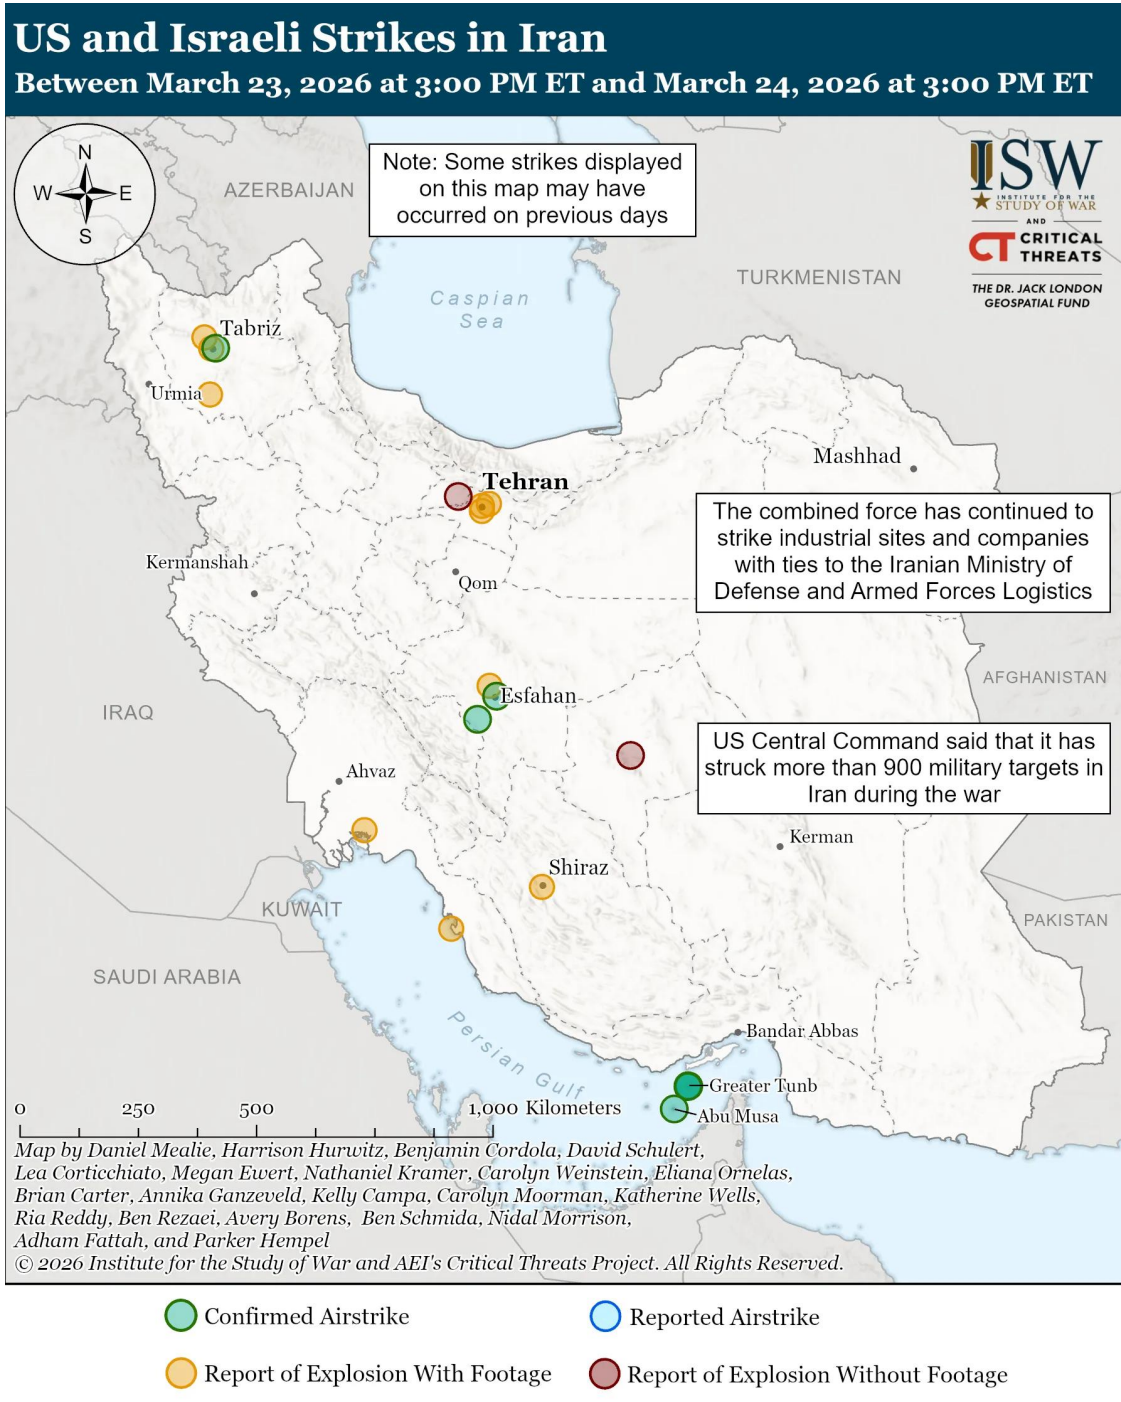 US and Israeli Strikes in Iran
Between March 23, 2026 at 3:00 PM ET and March 24, 2026 at 3:00 PM ET
N
W
E
S
Note: Some strikes displayed
on this map may have
occurred on previous days
ISW
INSTITUTE FOR THE
STUDY OF WAR
AND
CT CRITICAL
THREATS
THE DR. JACK LONDON
GEOSPATIAL FUND
AZERBAIJAN
TURKMENISTAN
Caspian
Sea
Tabriz
Urmia
Mashhad
Tehran
The combined force has continued to
strike industrial sites and companies
with ties to the Iranian Ministry of
Defense and Armed Forces Logistics
Kermanshah
Qom
AFGHANISTAN
Esfahan
IRAQ
US Central Command said that it has
struck more than 900 military targets in
Iran during the war
Ahvaz
Kerman
Shiraz
KUWAIT
PAKISTAN
SAUDI ARABIA
Persian Gulf
Bandar Abbas
Greater Tunb
Abu Musa
0 250 500 1,000 Kilometers
Map by Daniel Mealie, Harrison Hurwitz, Benjamin Cordola, David Schulert,
Lea Corticchiato, Megan Ewert, Nathaniel Kramer, Carolyn Weinstein, Eliana Ornelas,
Brian Carter, Annika Ganzeveld, Kelly Campa, Carolyn Moorman, Katherine Wells,
Ria Reddy, Ben Rezaei, Avery Borens, Ben Schmida, Nidal Morrison,
Adham Fattah, and Parker Hempel
© 2026 Institute for the Study of War and AEI's Critical Threats Project. All Rights Reserved.
Confirmed Airstrike
Reported Airstrike
Report of Explosion With Footage
Report of Explosion Without Footage